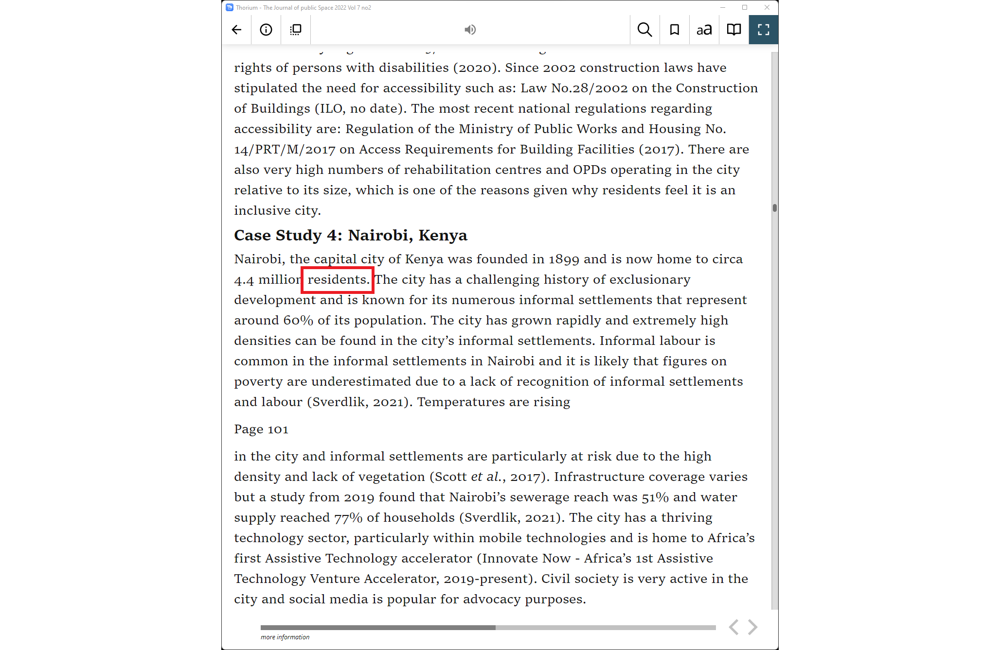 Thorium - The Journal of public Space 2022 Vol 7 no2
aa
rights of persons with disabilities (2020). Since 2002 construction laws have
stipulated the need for accessibility such as: Law No.28/2002 on the Construction
of Buildings (ILO, no date). The most recent national regulations regarding
accessibility are: Regulation of the Ministry of Public Works and Housing No.
14/PRT/M/2017 on Access Requirements for Building Facilities (2017). There are
also very high numbers of rehabilitation centres and OPDs operating in the city
relative to its size, which is one of the reasons given why residents feel it is an
inclusive city.
Case Study 4: Nairobi, Kenya
Nairobi, the capital city of Kenya was founded in 1899 and is now home to circa
4.4 million residents. The city has a challenging history of exclusionary
development and is known for its numerous informal settlements that represent
around 60% of its population. The city has grown rapidly and extremely high
densities can be found in the city’s informal settlements. Informal labour is
common in the informal settlements in Nairobi and it is likely that figures on
poverty are underestimated due to a lack of recognition of informal settlements
and labour (Sverdlik, 2021). Temperatures are rising
Page 101
in the city and informal settlements are particularly at risk due to the high
density and lack of vegetation (Scott et al., 2017). Infrastructure coverage varies
but a study from 2019 found that Nairobi’s sewerage reach was 51% and water
supply reached 77% of households (Sverdlik, 2021). The city has a thriving
technology sector, particularly within mobile technologies and is home to Africa’s
first Assistive Technology accelerator (Innovate Now - Africa’s 1st Assistive
Technology Venture Accelerator, 2019-present). Civil society is very active in the
city and social media is popular for advocacy purposes.
more information